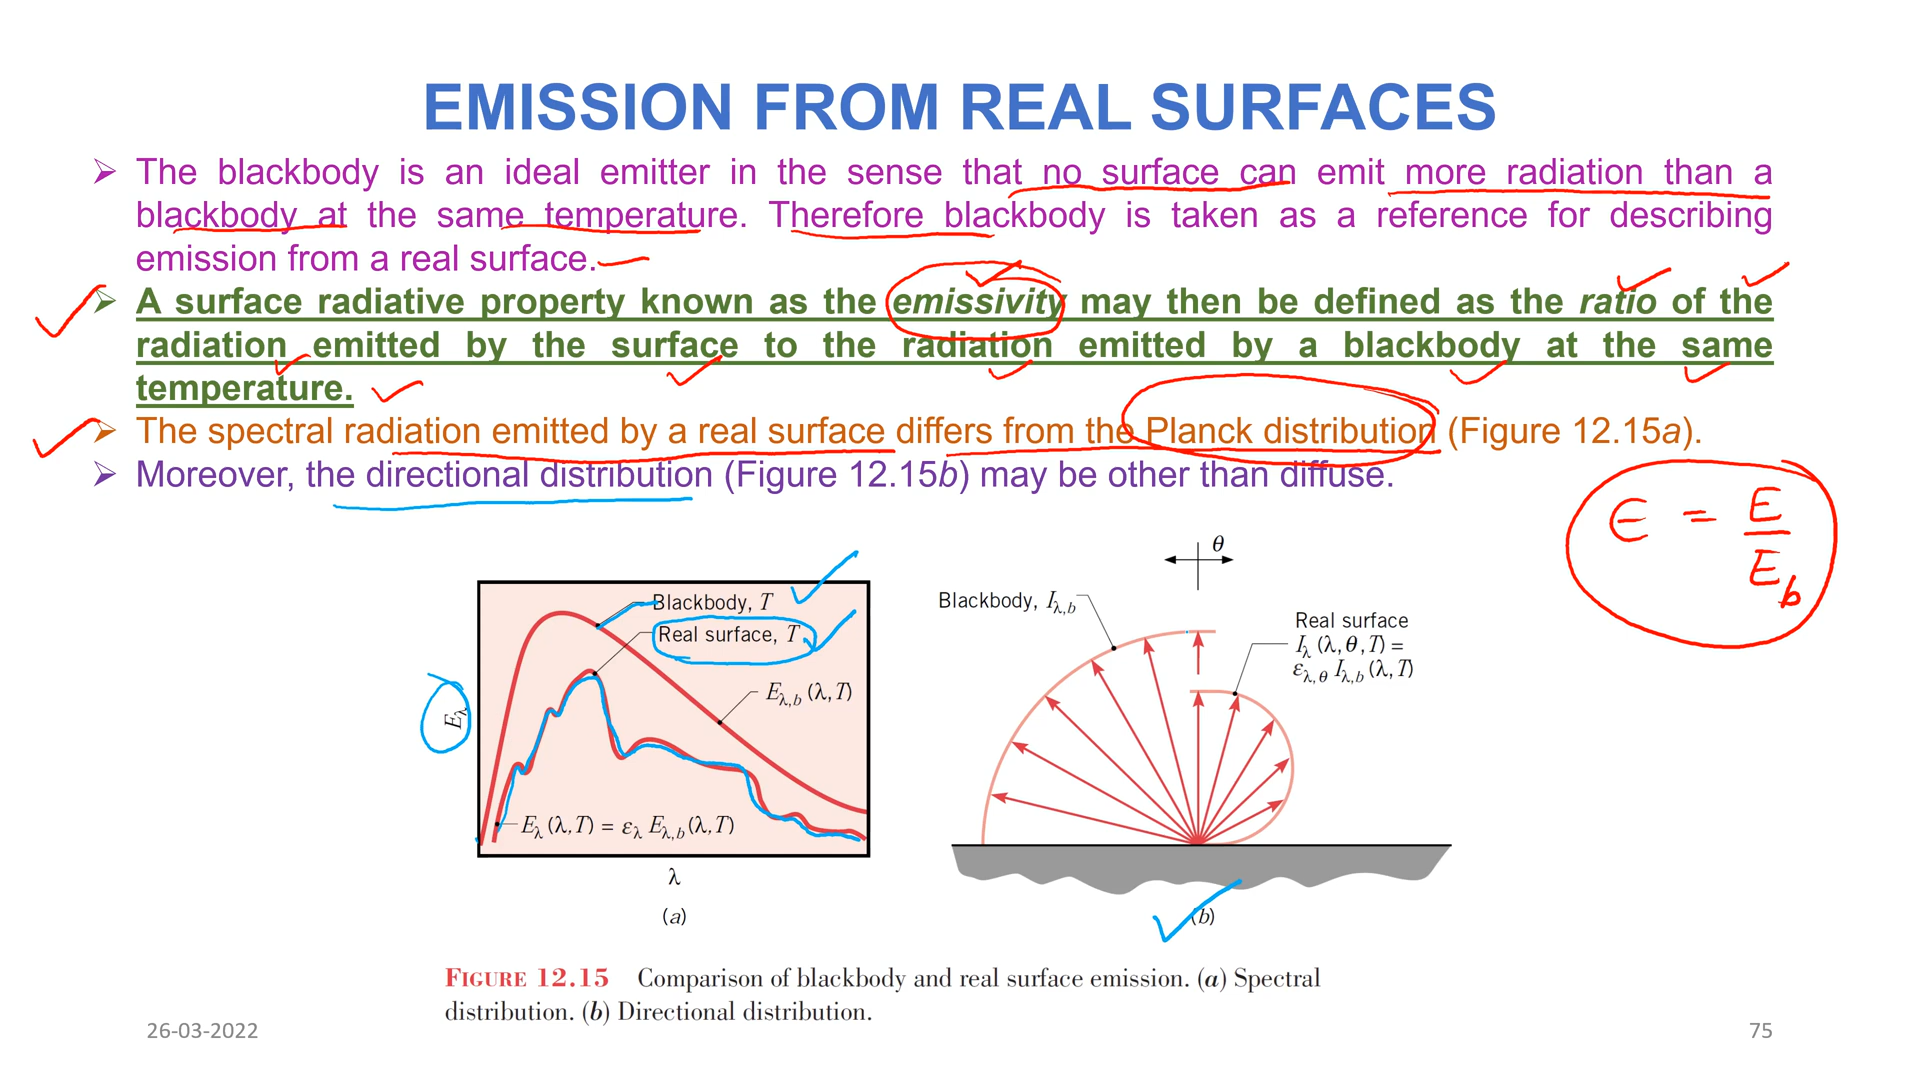 EMISSION FROM REAL SURFACES
➢ The blackbody is an ideal emitter in the sense that no surface can emit more radiation than a
blackbody at the same temperature. Therefore blackbody is taken as a reference for describing
emission from a real surface.
➢ A surface radiative property known as the emissivity may then be defined as the ratio of the
radiation emitted by the surface to the radiation emitted by a blackbody at the same
temperature.
➢ The spectral radiation emitted by a real surface differs from the Planck distribution (Figure 12.15a).
➢ Moreover, the directional distribution (Figure 12.15b) may be other than diffuse.
∈ = E/E_b
Blackbody, T
Real surface, T
E_λ,b (λ,T)
E_λ
E_λ (λ,T) = ε_λ E_λ,b (λ,T)
λ
(a)
θ
Blackbody, I_λ,b
Real surface
I_λ (λ,θ,T) =
ε_λ,θ I_λ,b (λ,T)
(b)
FIGURE 12.15 Comparison of blackbody and real surface emission. (a) Spectral
distribution. (b) Directional distribution.
26-03-2022
75